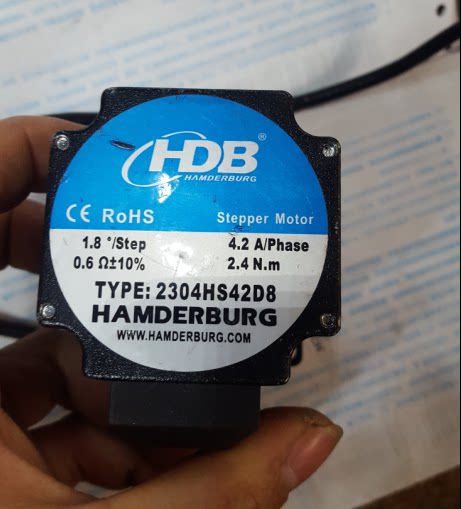 HDB®
HAMDERBURG
CE RoHS Stepper Motor
1.8 °/Step 4.2 A/Phase
0.6 Ω±10% 2.4 N.m
TYPE: 2304HS42D8
HAMDERBURG
WWW.HAMDERBURG.COM